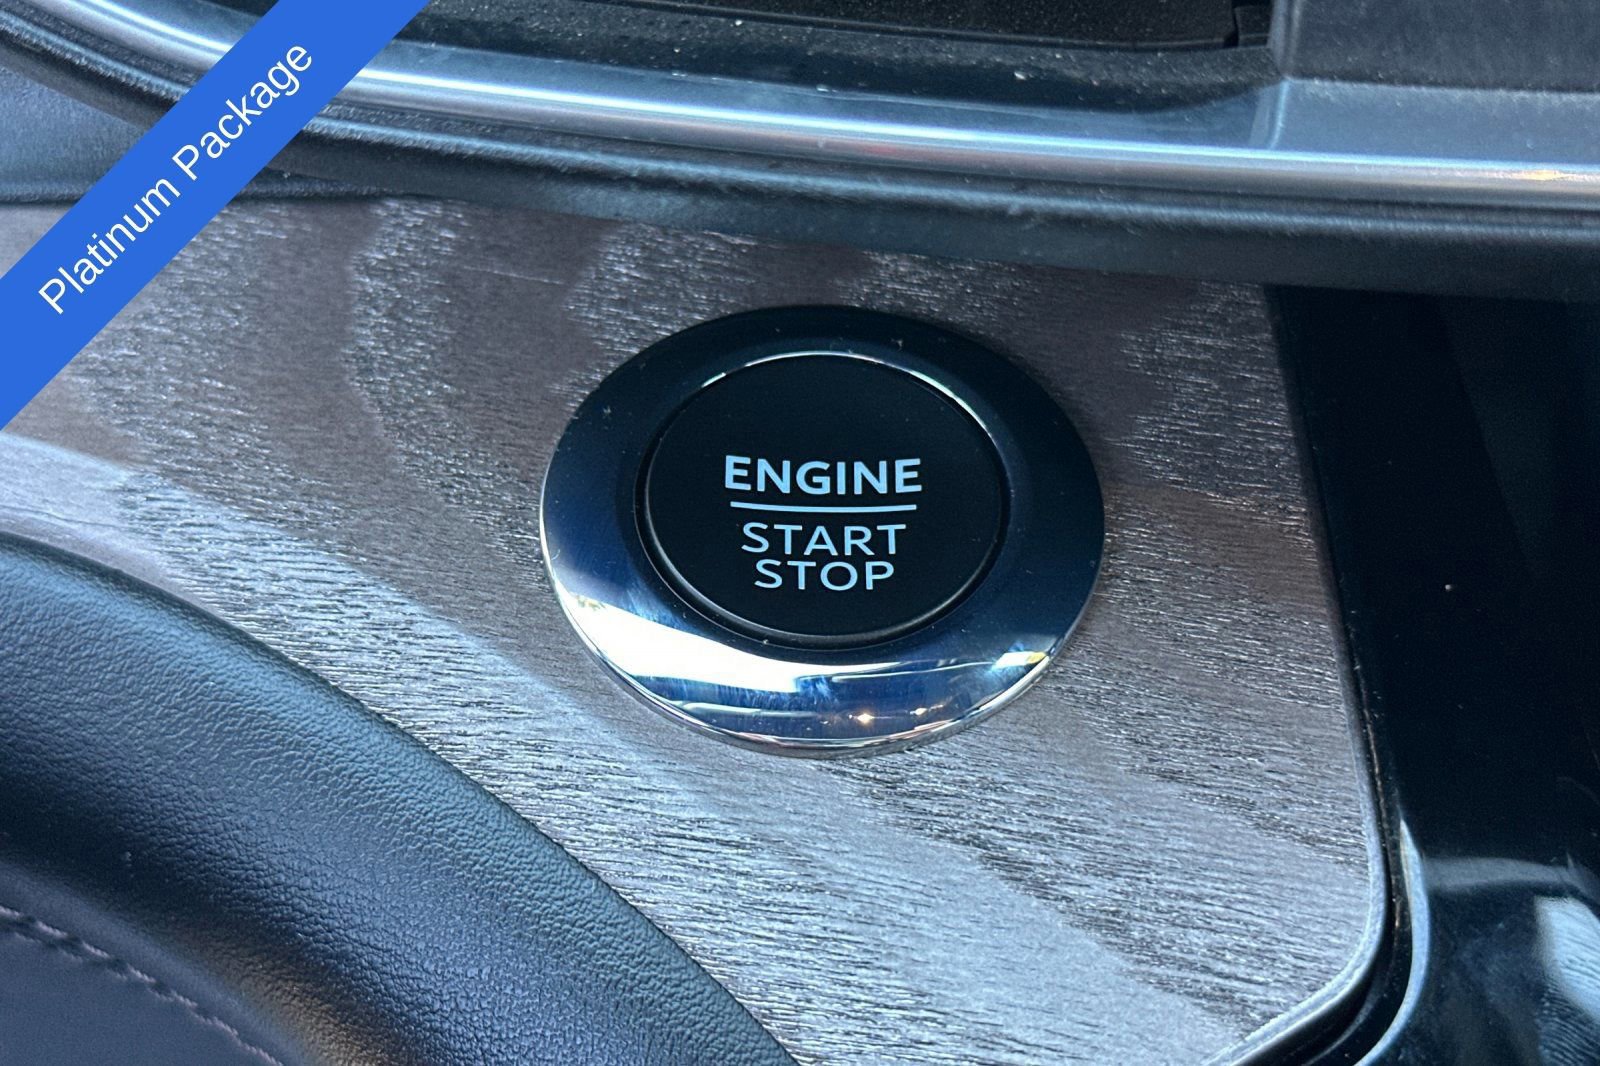 Platinum Package
ENGINE
START
STOP